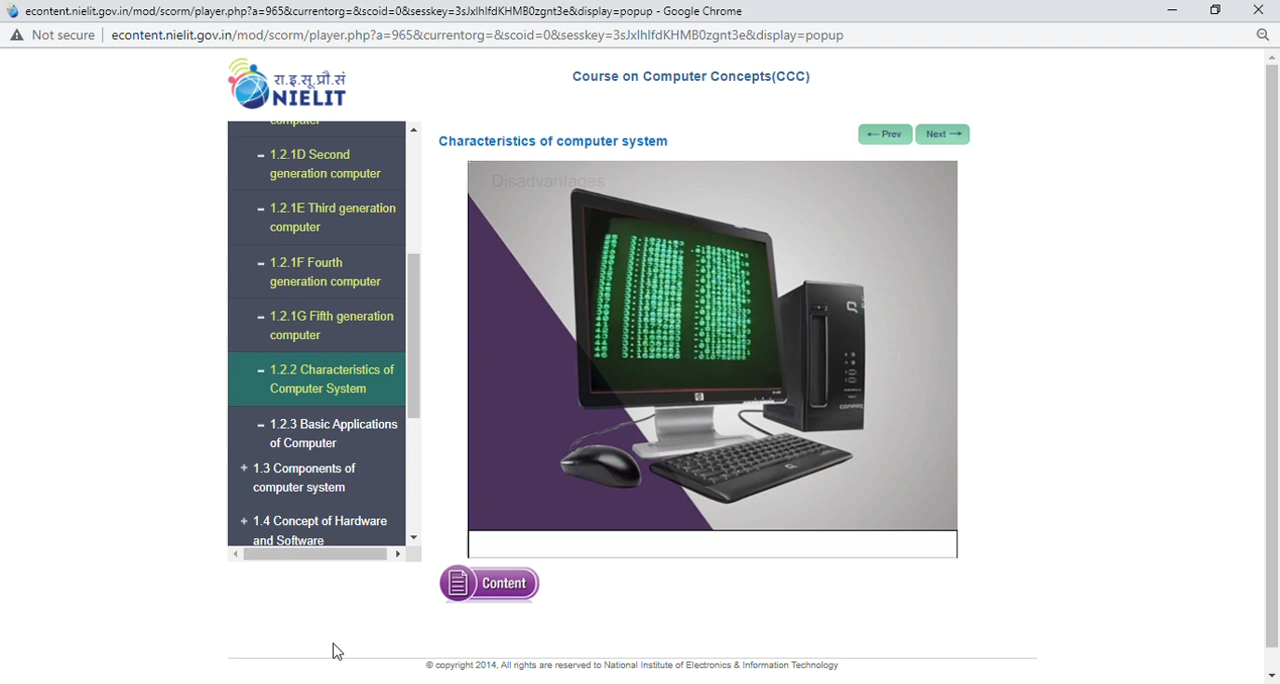 econtent.nielit.gov.in/mod/scorm/player.php?a=965&currentorg=&scoid=0&sesskey=3sJxlhlfdKHMB0zgnt3e&display=popup - Google Chrome
Not secure
econtent.nielit.gov.in/mod/scorm/player.php?a=965&currentorg=&scoid=0&sesskey=3sJxlhlfdKHMB0zgnt3e&display=popup
रा.इ.सू.प्रौ.सं
NIELIT
Course on Computer Concepts(CCC)
computer
1.2.1D Second
generation computer
1.2.1E Third generation
computer
1.2.1F Fourth
generation computer
1.2.1G Fifth generation
computer
1.2.2 Characteristics of
Computer System
1.2.3 Basic Applications
of Computer
+ 1.3 Components of
computer system
+ 1.4 Concept of Hardware
and Software
Characteristics of computer system
← Prev
Next →
Disadvantages
Content
© copyright 2014, All rights are reserved to National Institute of Electronics & Information Technology